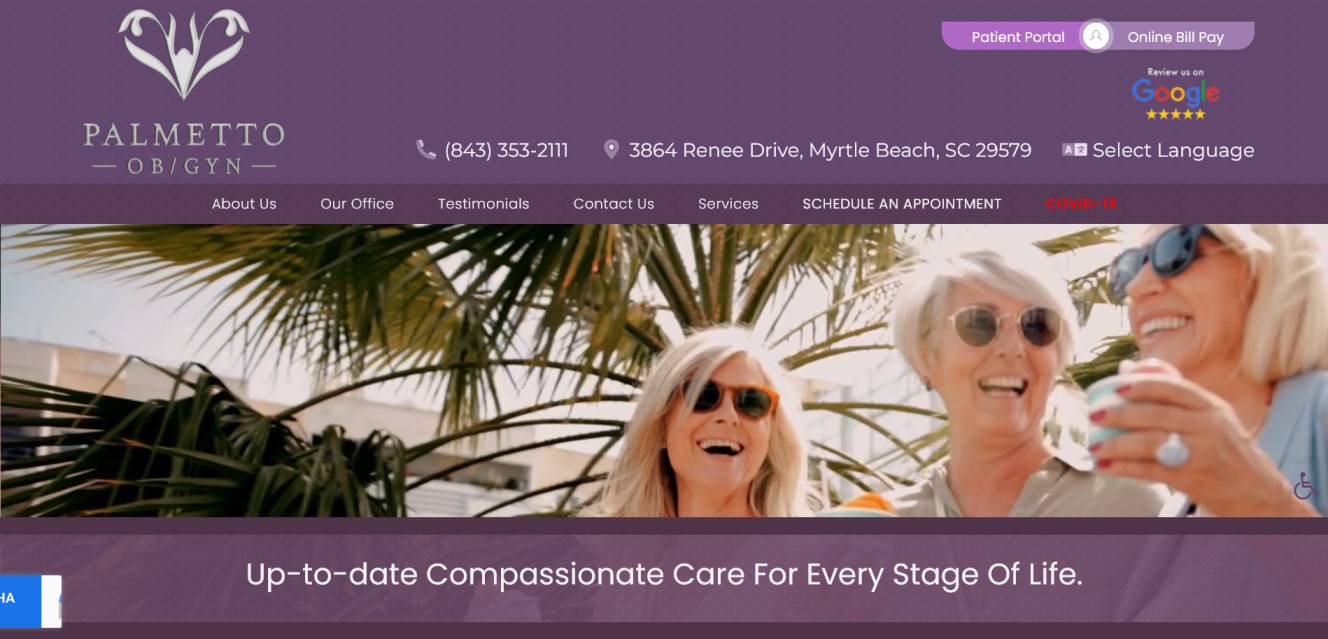 Patient Portal
Online Bill Pay
Review us on
Google
PALMETTO
OB/GYN
(843) 353-2111
3864 Renee Drive, Myrtle Beach, SC 29579
Select Language
About Us
Our Office
Testimonials
Contact Us
Services
SCHEDULE AN APPOINTMENT
COVID-19
Up-to-date Compassionate Care For Every Stage Of Life.
HA